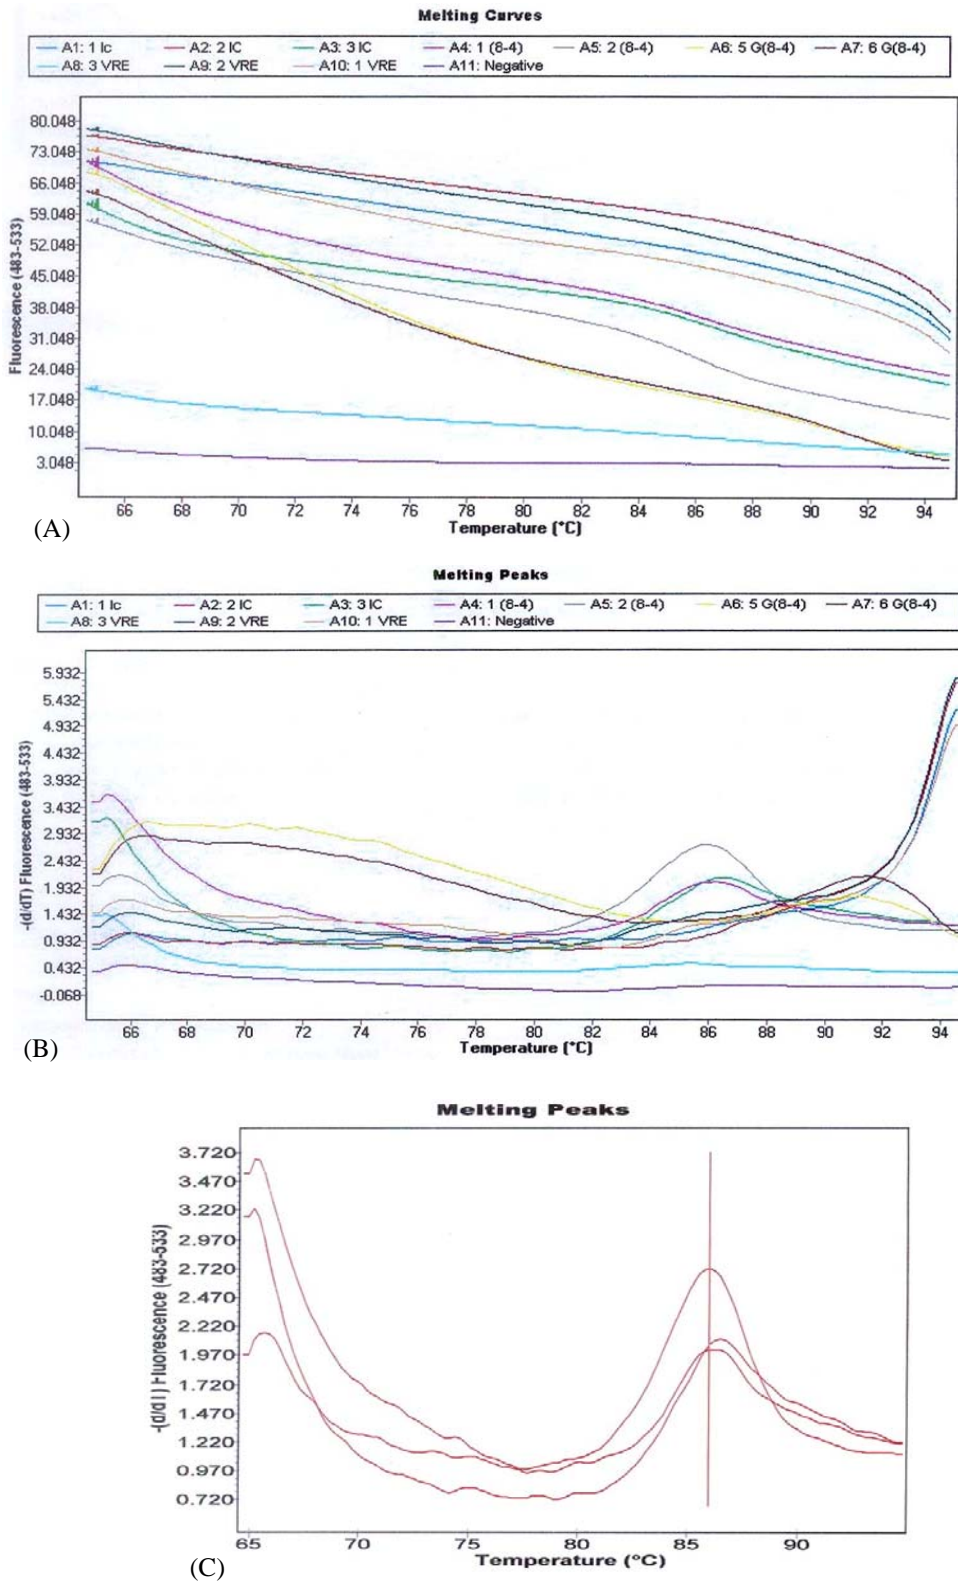 Melting Curves
A1: 1 Ic A2: 2 IC A3: 3 IC A4: 1 (8-4) A5: 2 (8-4) A6: 5 G(8-4) A7: 6 G(8-4)
A8: 3 VRE A9: 2 VRE A10: 1 VRE A11: Negative
Fluorescence (483-533)
80.048
73.048
66.048
59.048
52.048
45.048
38.048
31.048
24.048
17.048
10.048
3.048
66 68 70 72 74 76 78 80 82 84 86 88 90 92 94
Temperature (°C)
(A)
Melting Peaks
A1: 1 Ic A2: 2 IC A3: 3 IC A4: 1 (8-4) A5: 2 (8-4) A6: 5 G(8-4) A7: 6 G(8-4)
A8: 3 VRE A9: 2 VRE A10: 1 VRE A11: Negative
-(d/dT) Fluorescence (483-533)
5.932
5.432
4.932
4.432
3.932
3.432
2.932
2.432
1.932
1.432
0.932
0.432
-0.068
66 68 70 72 74 76 78 80 82 84 86 88 90 92 94
Temperature (°C)
(B)
Melting Peaks
-(d/dT) Fluorescence (483-533)
3.720
3.470
3.220
2.970
2.720
2.470
2.220
1.970
1.720
1.470
1.220
0.970
0.720
65 70 75 80 85 90
Temperature (°C)
(C)